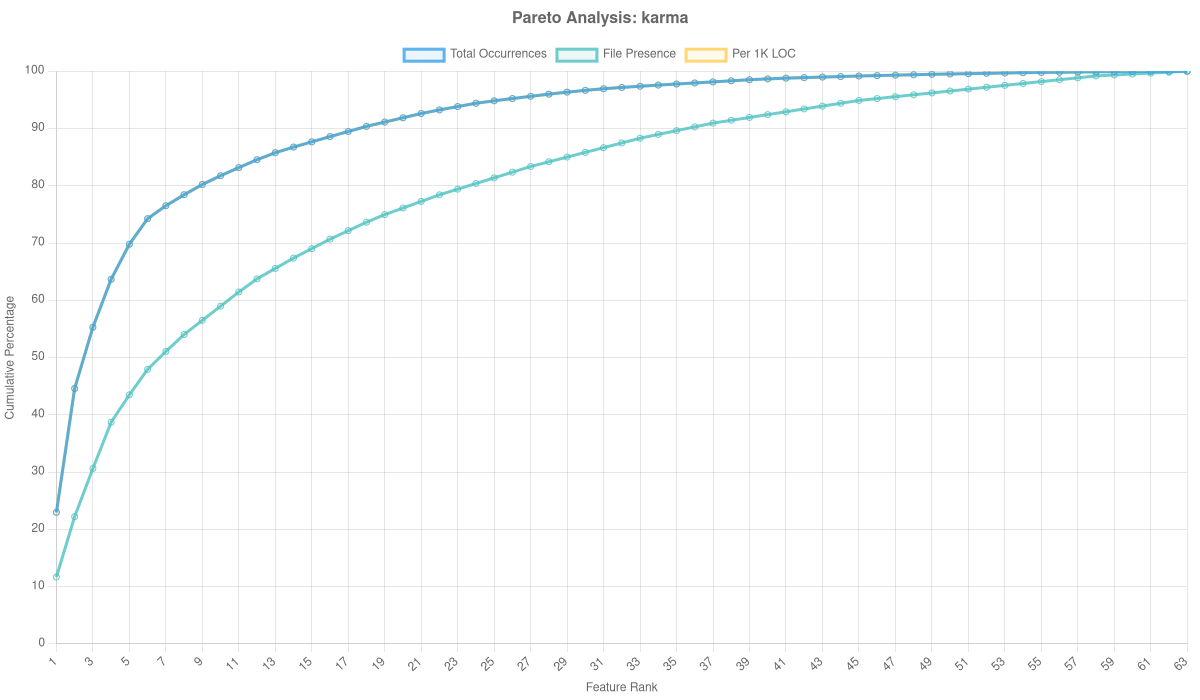 Pareto Analysis: karma
Total Occurrences File Presence Per 1K LOC
100
90
80
70
60
50
40
30
20
10
0
Cumulative Percentage
1 3 5 7 9 11 13 15 17 19 21 23 25 27 29 31 33 35 37 39 41 43 45 47 49 51 53 55 57 59 61 63
Feature Rank